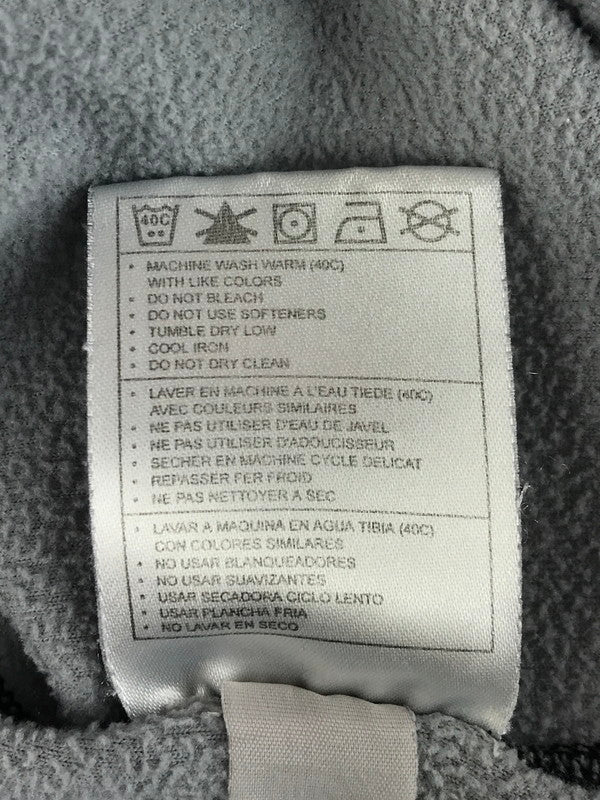 40C
• MACHINE WASH WARM (40C)
WITH LIKE COLORS
• DO NOT BLEACH
• DO NOT USE SOFTENERS
• TUMBLE DRY LOW
• COOL IRON
• DO NOT DRY CLEAN
• LAVER EN MACHINE A L'EAU TIEDE (40C)
AVEC COULEURS SIMILAIRES
• NE PAS UTILISER D'EAU DE JAVEL
• NE PAS UTILISER D'ADOUCISSEUR
• SECHER EN MACHINE CYCLE DELICAT
• REPASSER FER FROID
• NE PAS NETTOYER A SEC
• LAVAR A MAQUINA EN AGUA TIBIA (40C)
CON COLORES SIMILARES
• NO USAR BLANQUEADORES
• NO USAR SUAVIZANTES
• USAR SECADORA CICLO LENTO
• USAR PLANCHA FRIA
• NO LAVAR EN SECO